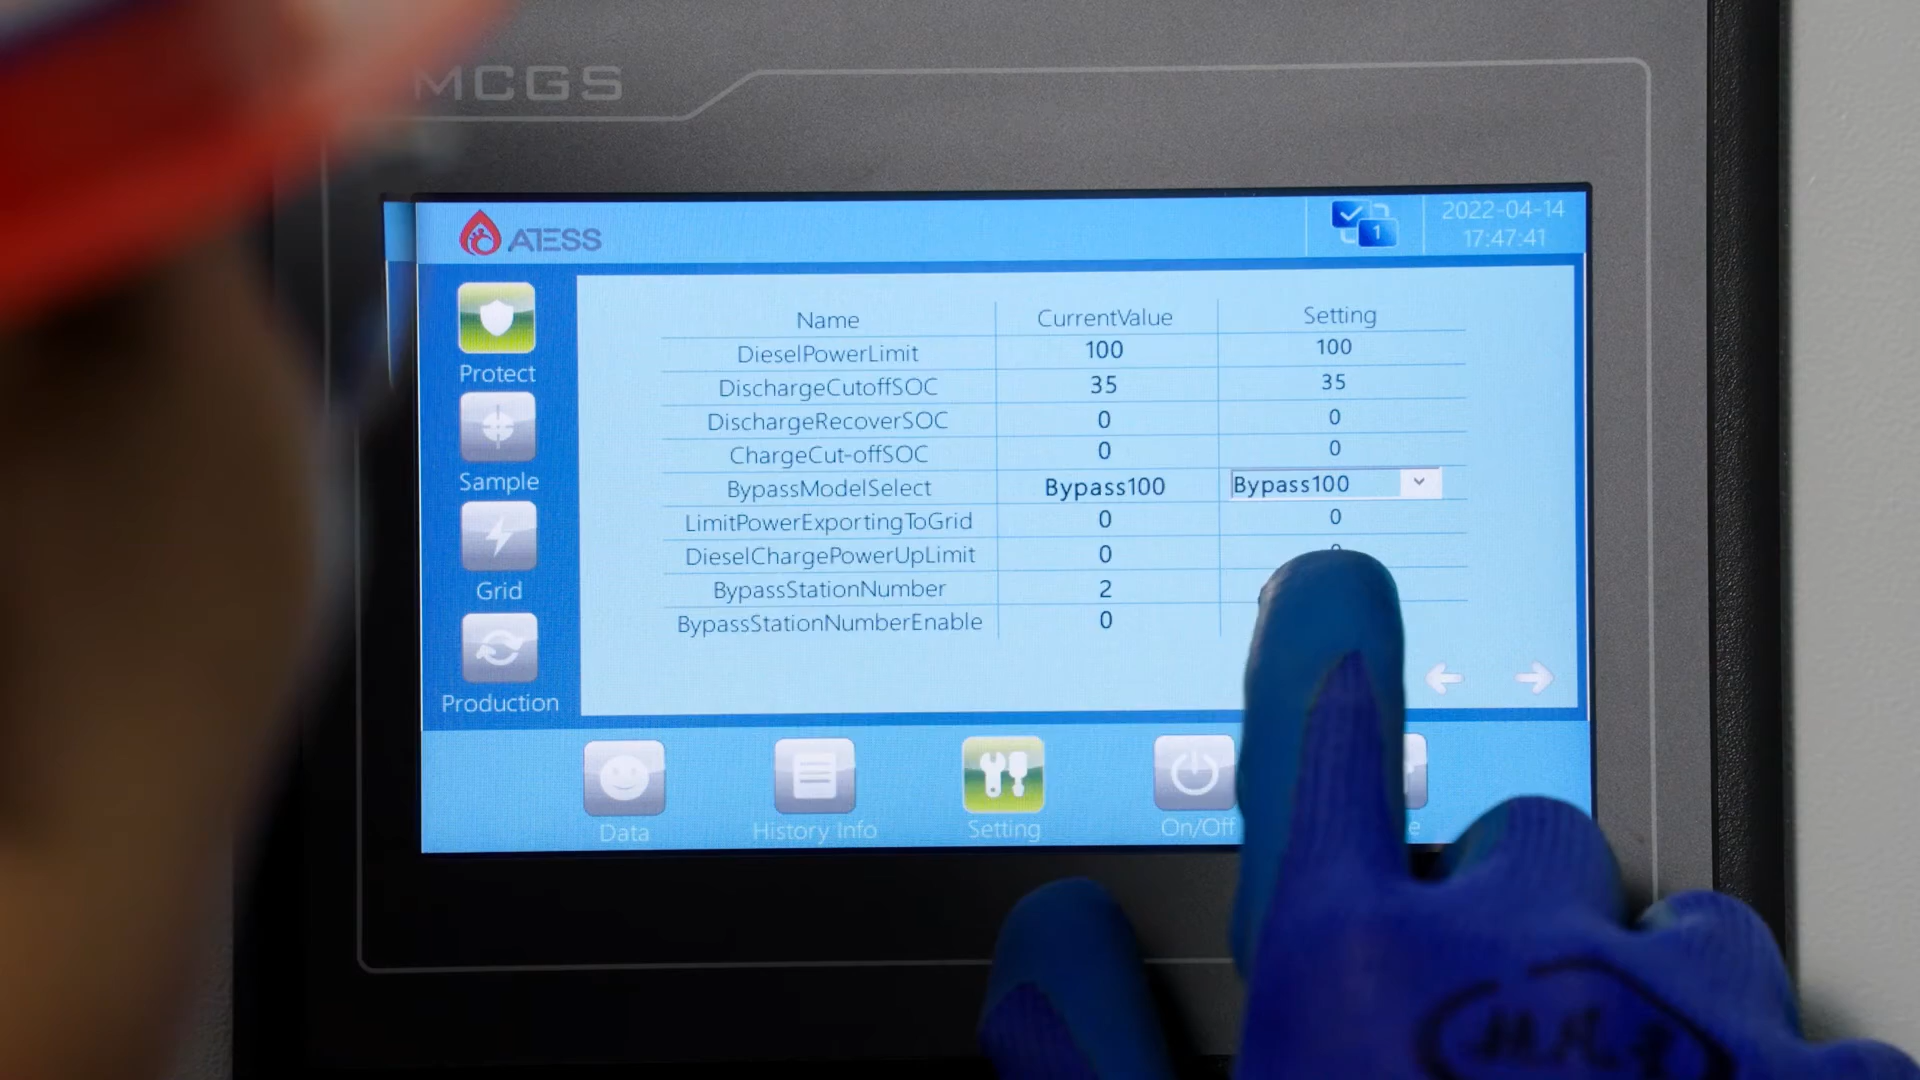 MCGS
ATESS
1
2022-04-14
17:47:41
Protect
Sample
Grid
Production
Name CurrentValue Setting
DieselPowerLimit 100 100
DischargeCutoffSOC 35 35
DischargeRecoverSOC 0 0
ChargeCut-offSOC 0 0
BypassModelSelect Bypass100 Bypass100
LimitPowerExportingToGrid 0 0
DieselChargePowerUpLimit 0
BypassStationNumber 2
BypassStationNumberEnable 0
Data
History Info
Setting
On/Off